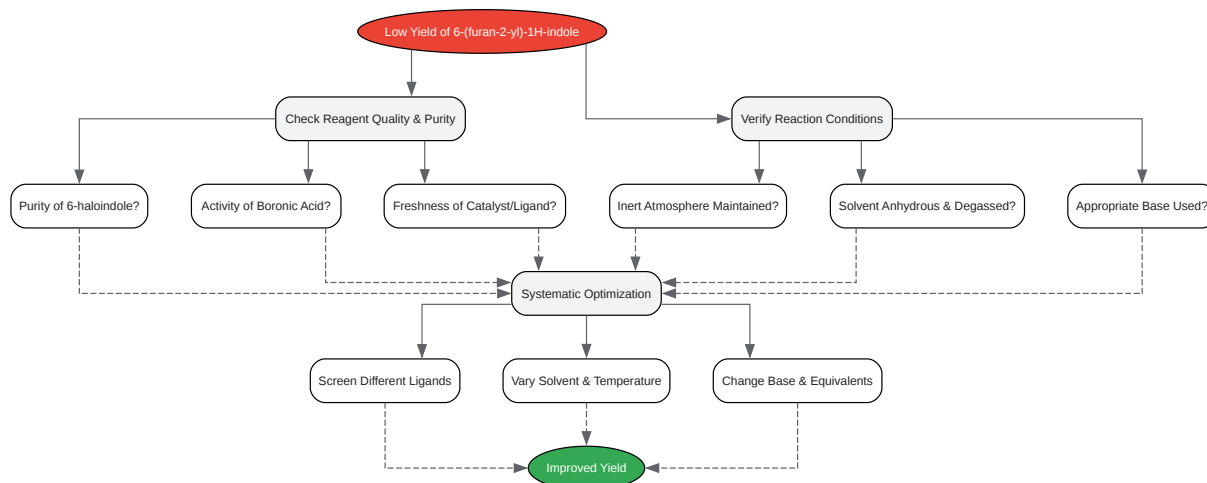 Low Yield of 6-(furan-2-yl)-1H-indole
Check Reagent Quality & Purity
Verify Reaction Conditions
Purity of 6-haloindole?
Activity of Boronic Acid?
Freshness of Catalyst/Ligand?
Inert Atmosphere Maintained?
Solvent Anhydrous & Degassed?
Appropriate Base Used?
Systematic Optimization
Screen Different Ligands
Vary Solvent & Temperature
Change Base & Equivalents
Improved Yield